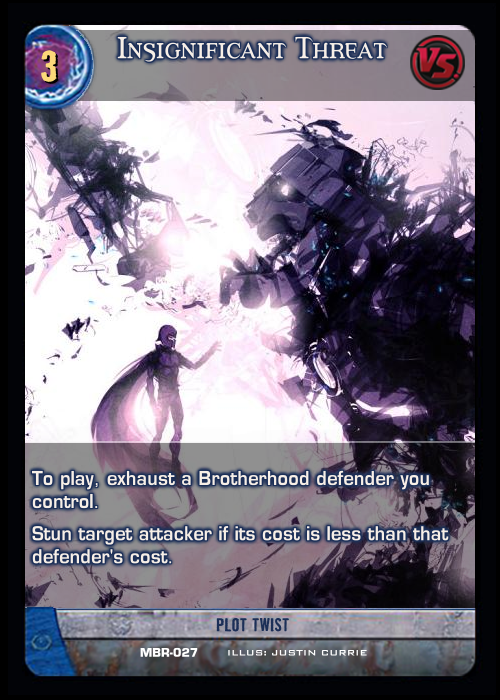 3
Insignificant Threat
VS
To play, exhaust a Brotherhood defender you
control.
Stun target attacker if its cost is less than that
defender's cost.
PLOT TWIST
MBR-027 ILLUS: JUSTIN CURRIE